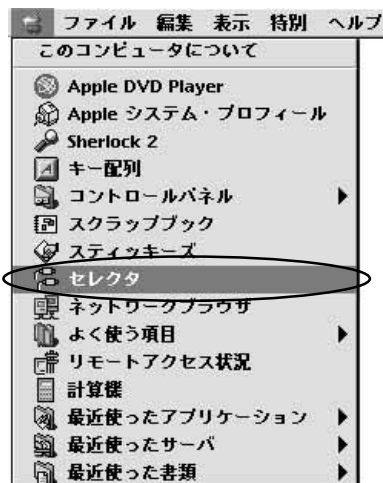 ファイル 編集 表示 特別 ヘルプ
このコンピュータについて
Apple DVD Player
Apple システム・プロフィール
Sherlock 2
キー配列
コントロールパネル
スクラップブック
スティッキーズ
セレクタ
ネットワークブラウザ
よく使う項目
リモートアクセス状況
計算機
最近使ったアプリケーション
最近使ったサーバ
最近使った書類